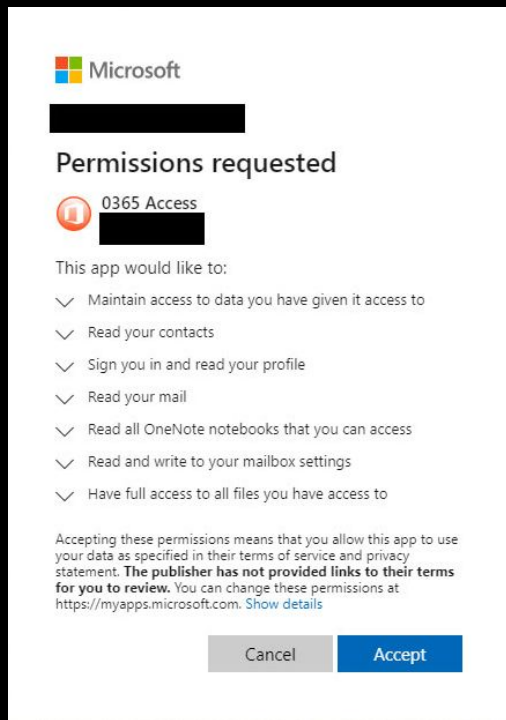 Microsoft
Permissions requested
0365 Access
This app would like to:
Maintain access to data you have given it access to
Read your contacts
Sign you in and read your profile
Read your mail
Read all OneNote notebooks that you can access
Read and write to your mailbox settings
Have full access to all files you have access to
Accepting these permissions means that you allow this app to use
your data as specified in their terms of service and privacy
statement. The publisher has not provided links to their terms
for you to review. You can change these permissions at
https://myapps.microsoft.com. Show details
Cancel
Accept